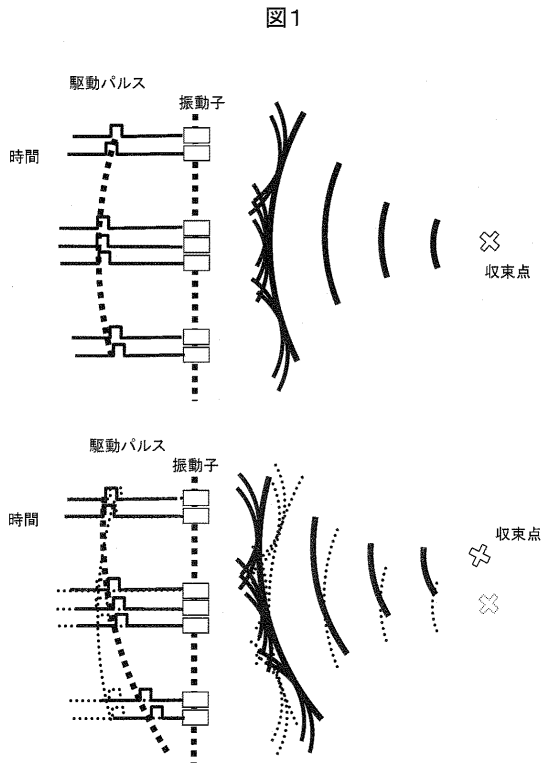 図1
駆動パルス
振動子
時間
収束点
駆動パルス
振動子
時間
収束点